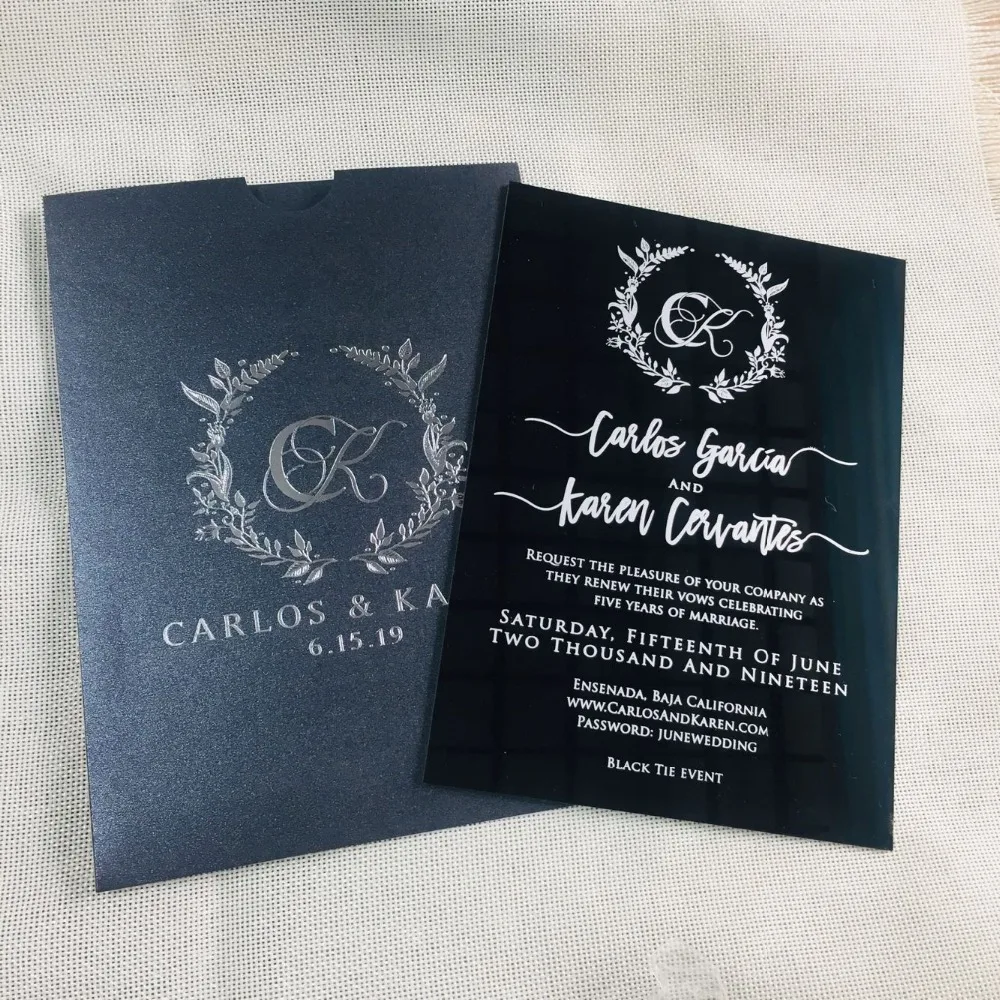 CK
CARLOS & KA
6.15.19
CK
Carlos García
AND
Karen Cervantes
REQUEST THE PLEASURE OF YOUR COMPANY AS
THEY RENEW THEIR VOWS CELEBRATING
FIVE YEARS OF MARRIAGE.
SATURDAY, FIFTEENTH OF JUNE
TWO THOUSAND AND NINETEEN
ENSENADA, BAJA CALIFORNIA
WWW.CARLOSANDKAREN.COM
PASSWORD: JUNEWEDDING
BLACK TIE EVENT